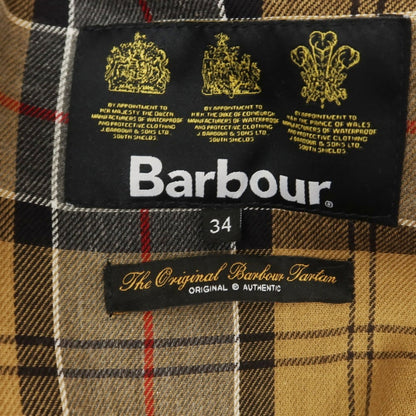 BY APPOINTMENT TO
H.M. HER MAJESTY THE QUEEN
MANUFACTURERS OF WATERPROOF
AND PROTECTIVE CLOTHING
J.BARBOUR & SONS LTD
SOUTH SHIELDS.
BY APPOINTMENT TO
H.R.H. THE DUKE OF EDINBURGH
MANUFACTURERS OF WATERPROOF
AND PROTECTIVE CLOTHING
J.BARBOUR & SONS LTD
SOUTH SHIELDS.
BY APPOINTMENT TO
H.R.H. THE PRINCE OF WALES
MANUFACTURERS OF WATERPROOF
AND PROTECTIVE CLOTHING
J.BARBOUR & SONS LTD
SOUTH SHIELDS.
Barbour®
34
The Original Barbour Tartan
ORIGINAL © AUTHENTIC